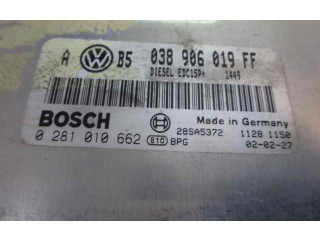 A VW B5 038 906 019 FF
DIESEL EDC15P+ 1449
BOSCH Made in Germany
28SA5372 1128 1150
0 281 010 662 810 BPG 02-02-27